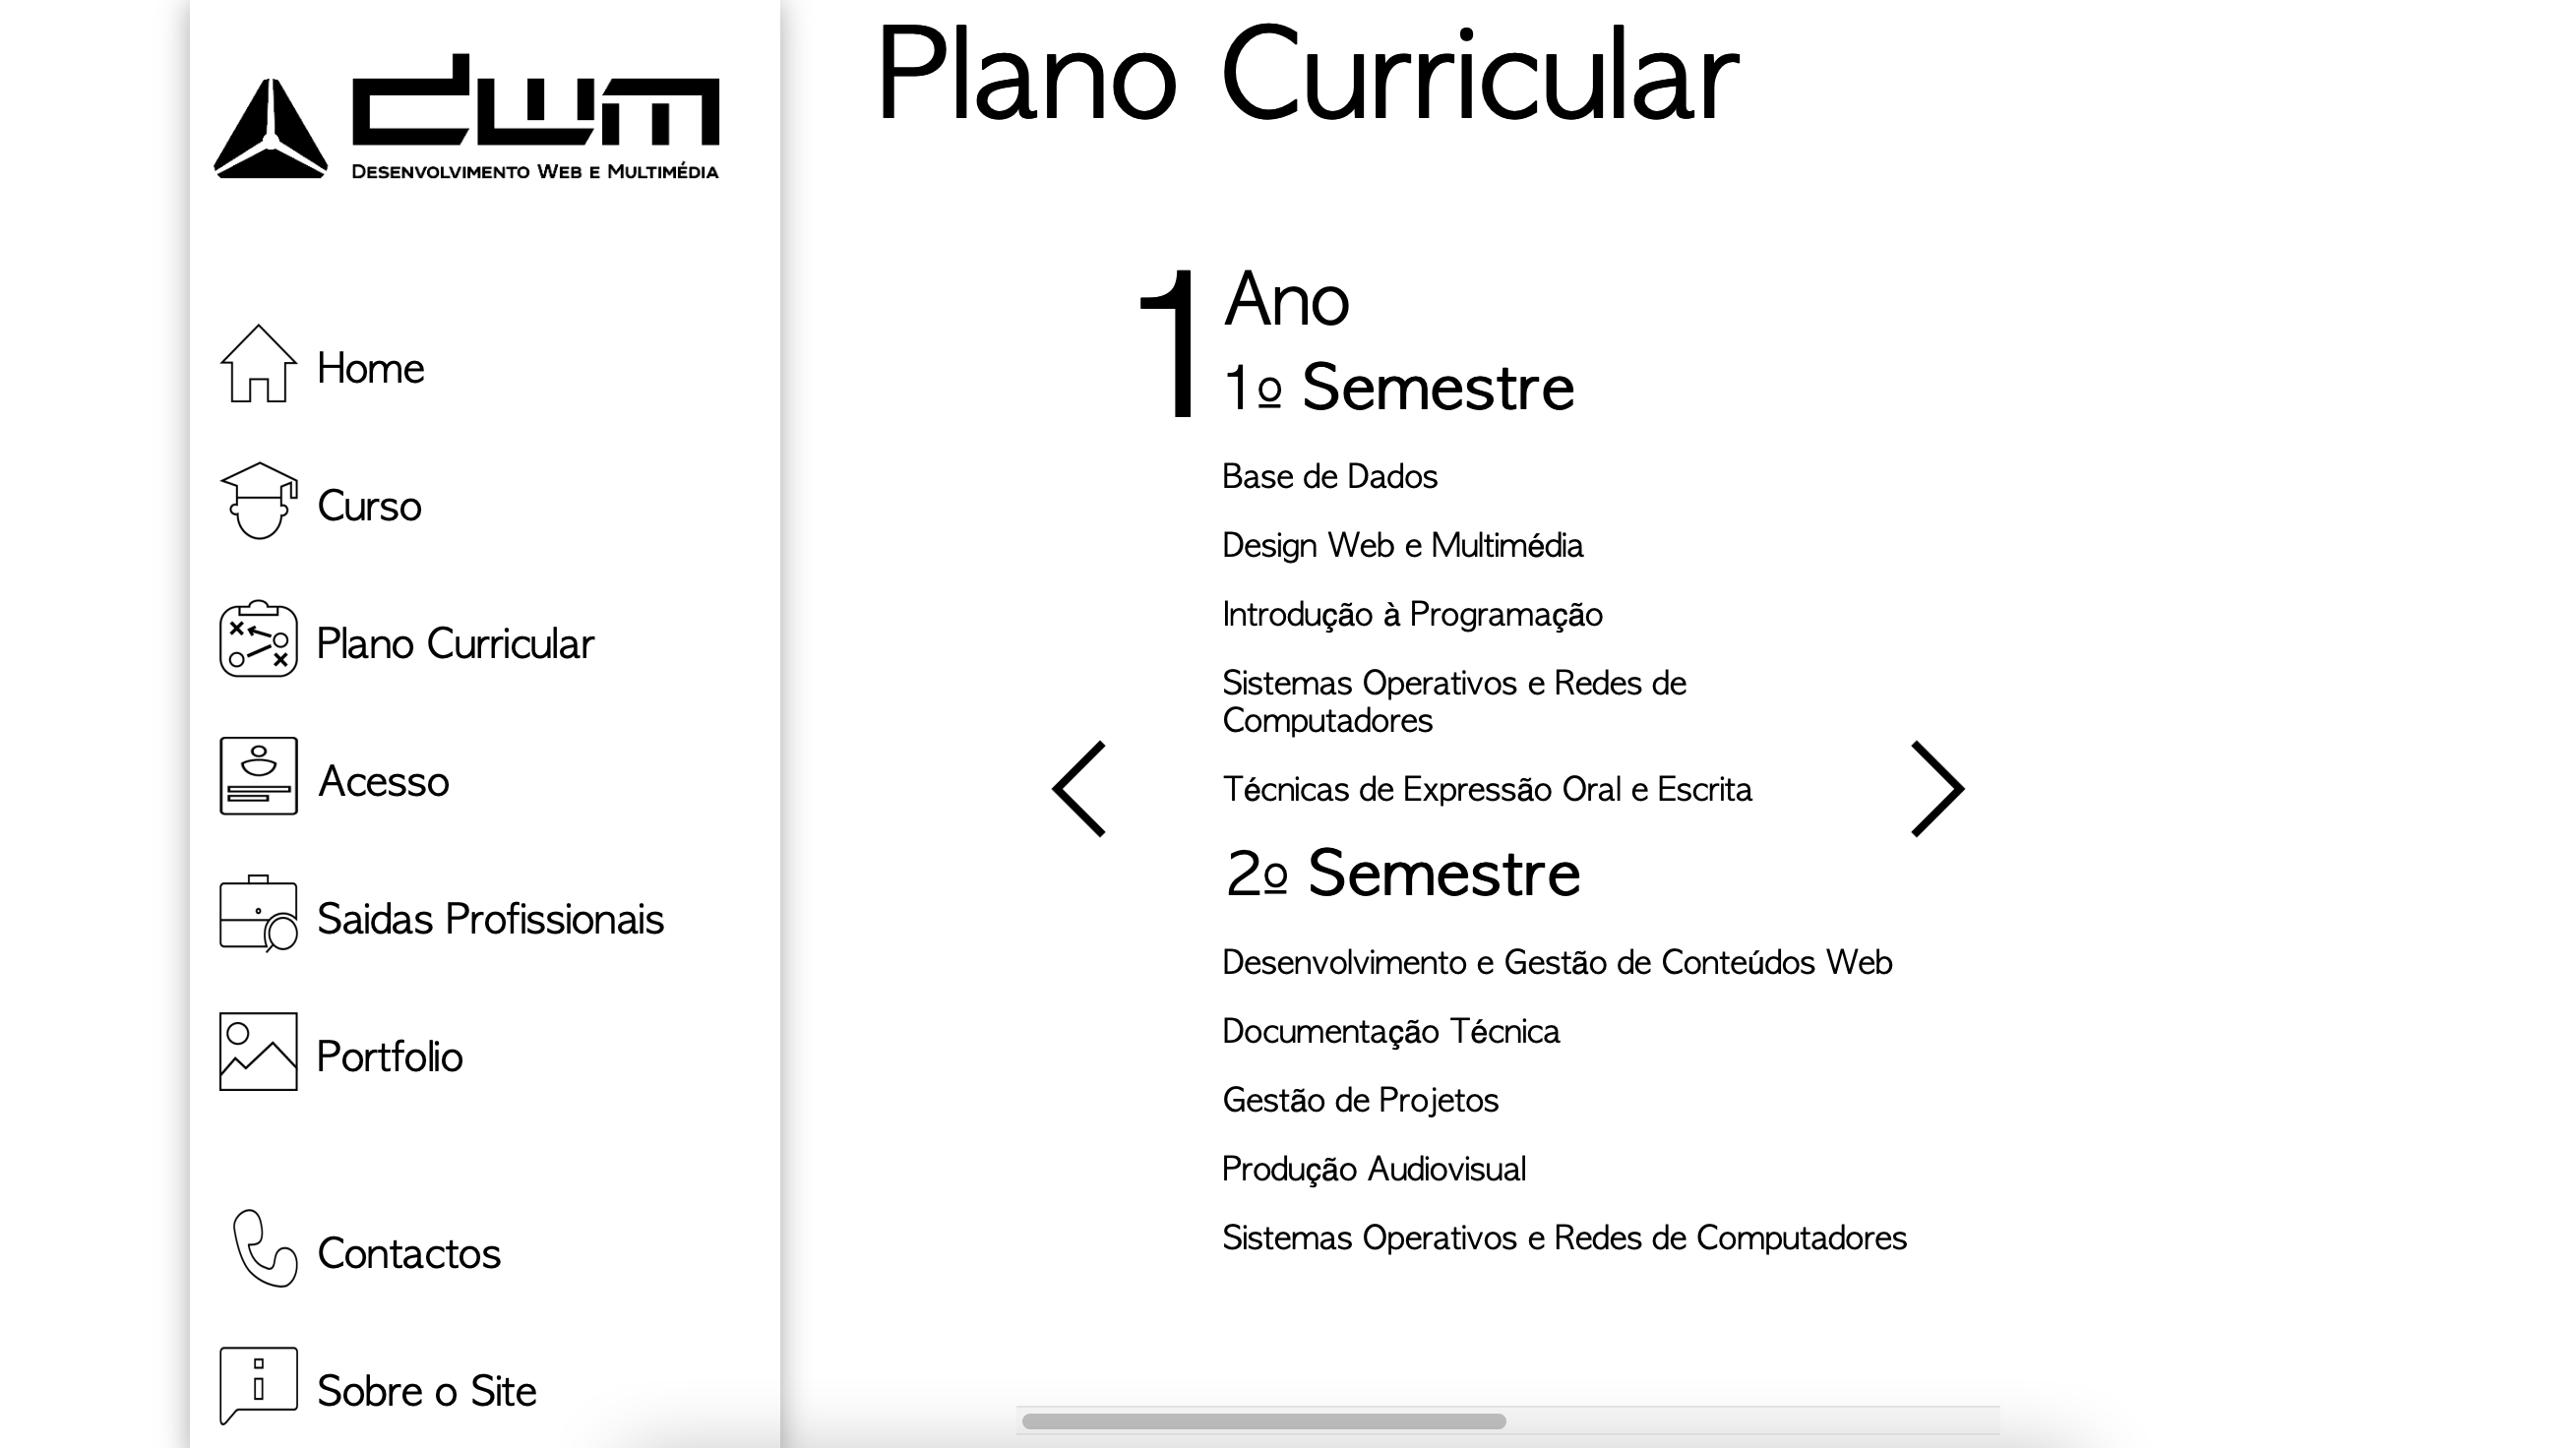 dwm
Desenvolvimento Web e Multimédia
Home
Curso
Plano Curricular
Acesso
Saidas Profissionais
Portfolio
Contactos
Sobre o Site
Plano Curricular
1 Ano
1º Semestre
Base de Dados
Design Web e Multimédia
Introdução à Programação
Sistemas Operativos e Redes de
Computadores
Técnicas de Expressão Oral e Escrita
2º Semestre
Desenvolvimento e Gestão de Conteúdos Web
Documentação Técnica
Gestão de Projetos
Produção Audiovisual
Sistemas Operativos e Redes de Computadores